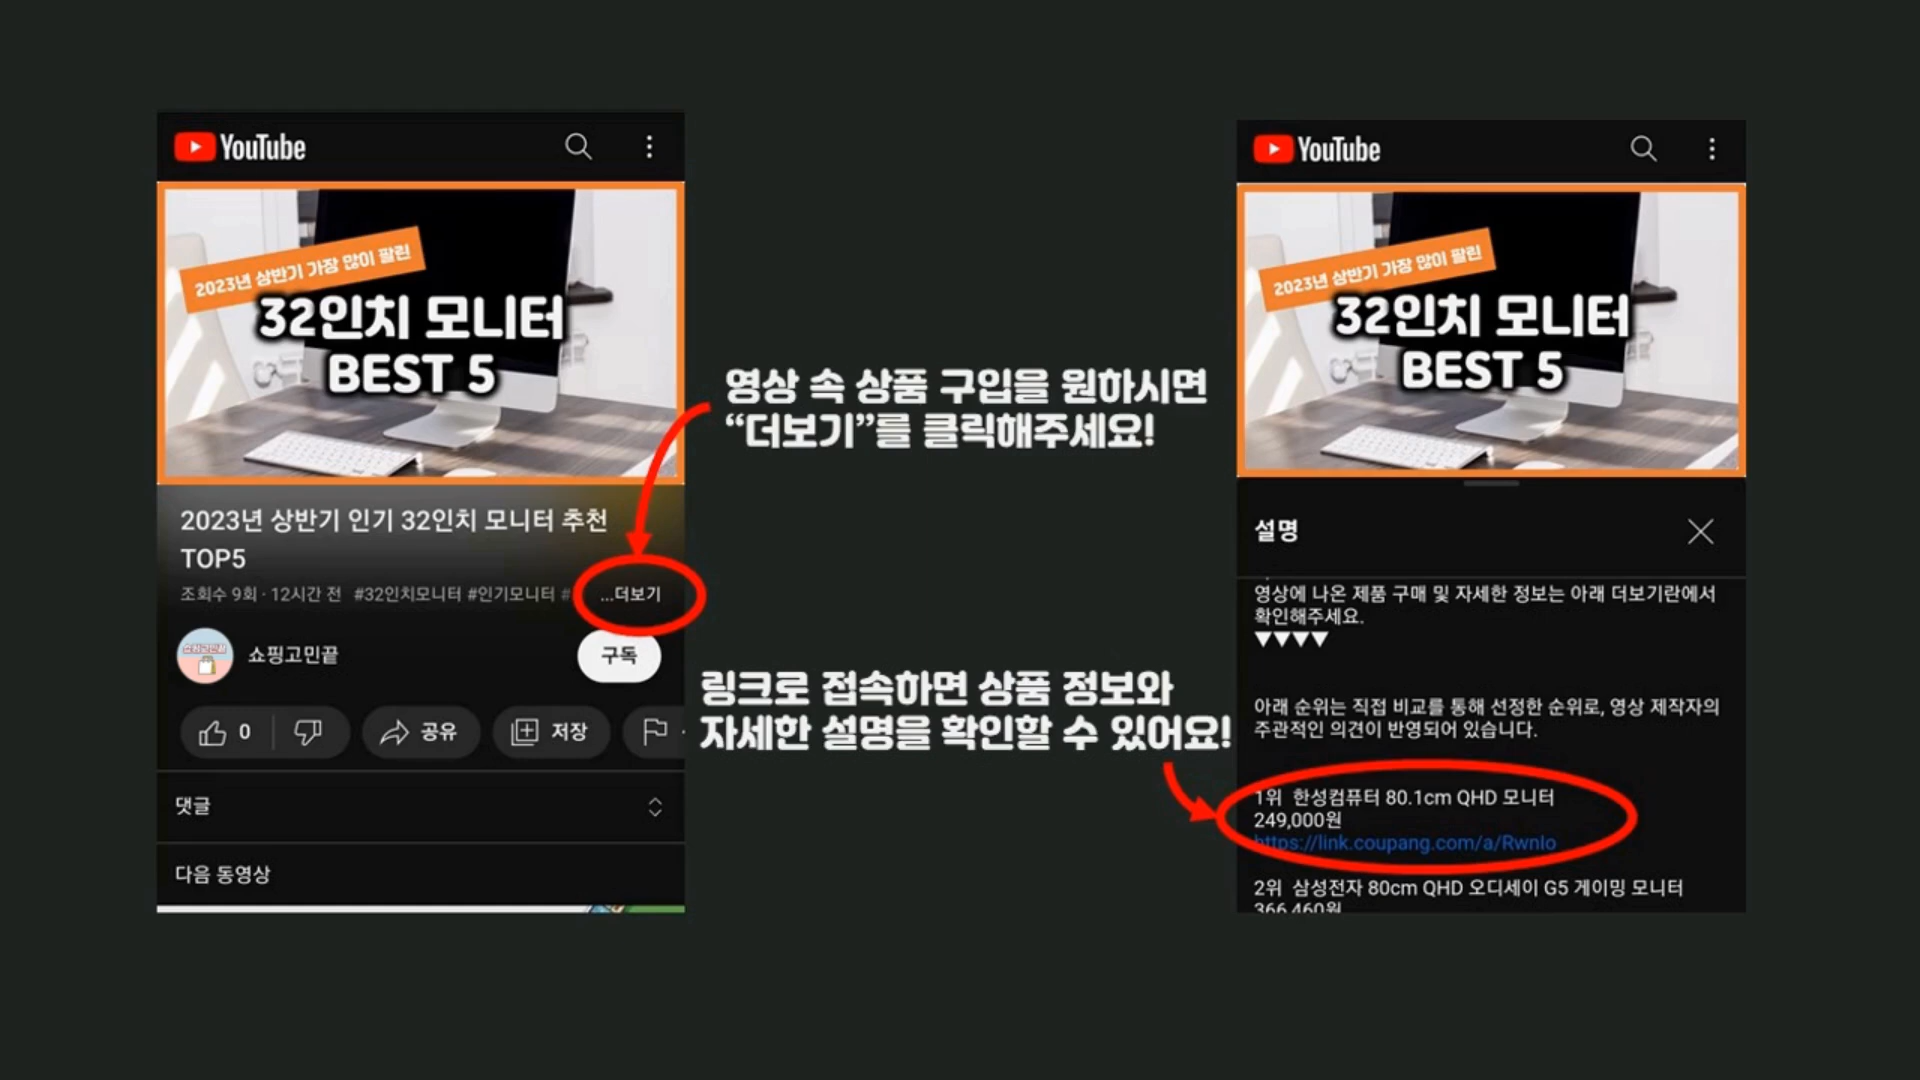 YouTube
2023년 상반기 가장 많이 팔린
32인치 모니터
BEST 5
2023년 상반기 인기 32인치 모니터 추천
TOP5
조회수 9회 · 12시간 전 #32인치모니터 #인기모니터 # ...더보기
쇼핑고민끝
쇼핑고민끝
구독
0
공유
저장
댓글
다음 동영상
영상 속 상품 구입을 원하시면
“더보기”를 클릭해주세요!
링크로 접속하면 상품 정보와
자세한 설명을 확인할 수 있어요!
YouTube
2023년 상반기 가장 많이 팔린
32인치 모니터
BEST 5
설명
영상에 나온 제품 구매 및 자세한 정보는 아래 더보기란에서
확인해주세요.
▼▼▼▼
아래 순위는 직접 비교를 통해 선정한 순위로, 영상 제작자의
주관적인 의견이 반영되어 있습니다.
1위 한성컴퓨터 80.1cm QHD 모니터
249,000원
https://link.coupang.com/a/RwnIo
2위 삼성전자 80cm QHD 오디세이 G5 게이밍 모니터
366,460원